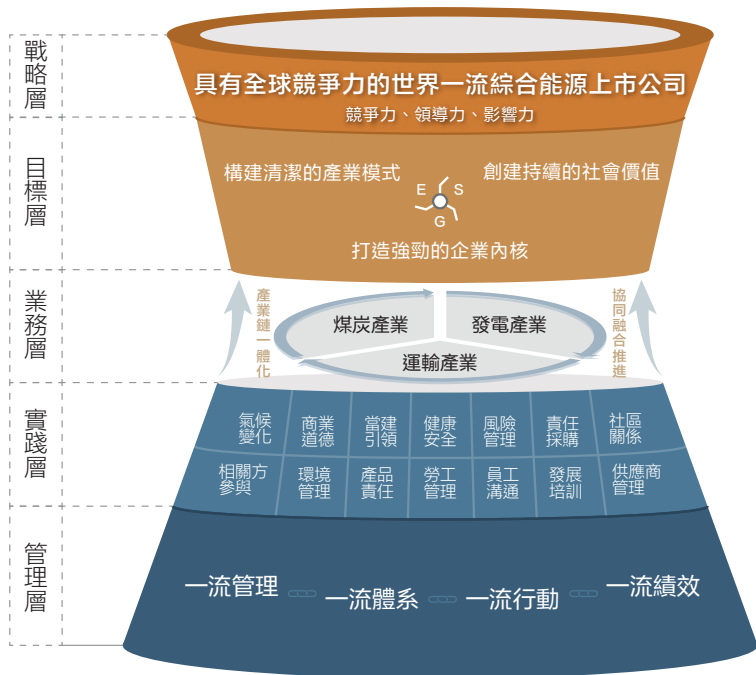 戰略層
具有全球競爭力的世界一流綜合能源上市公司
競爭力、領導力、影響力
目標層
構建清潔的產業模式
創建持續的社會價值
E
S
G
打造強勁的企業內核
業務層
產業鏈一體化
煤炭產業
發電產業
運輸產業
協同融合推進
實踐層
氣候
變化
商業
道德
當建
引領
健康
安全
風險
管理
責任
採購
社區
關係
相關方
參與
環境
管理
產品
責任
勞工
管理
員工
溝通
發展
培訓
供應商
管理
管理層
一流管理
一流體系
一流行動
一流績效